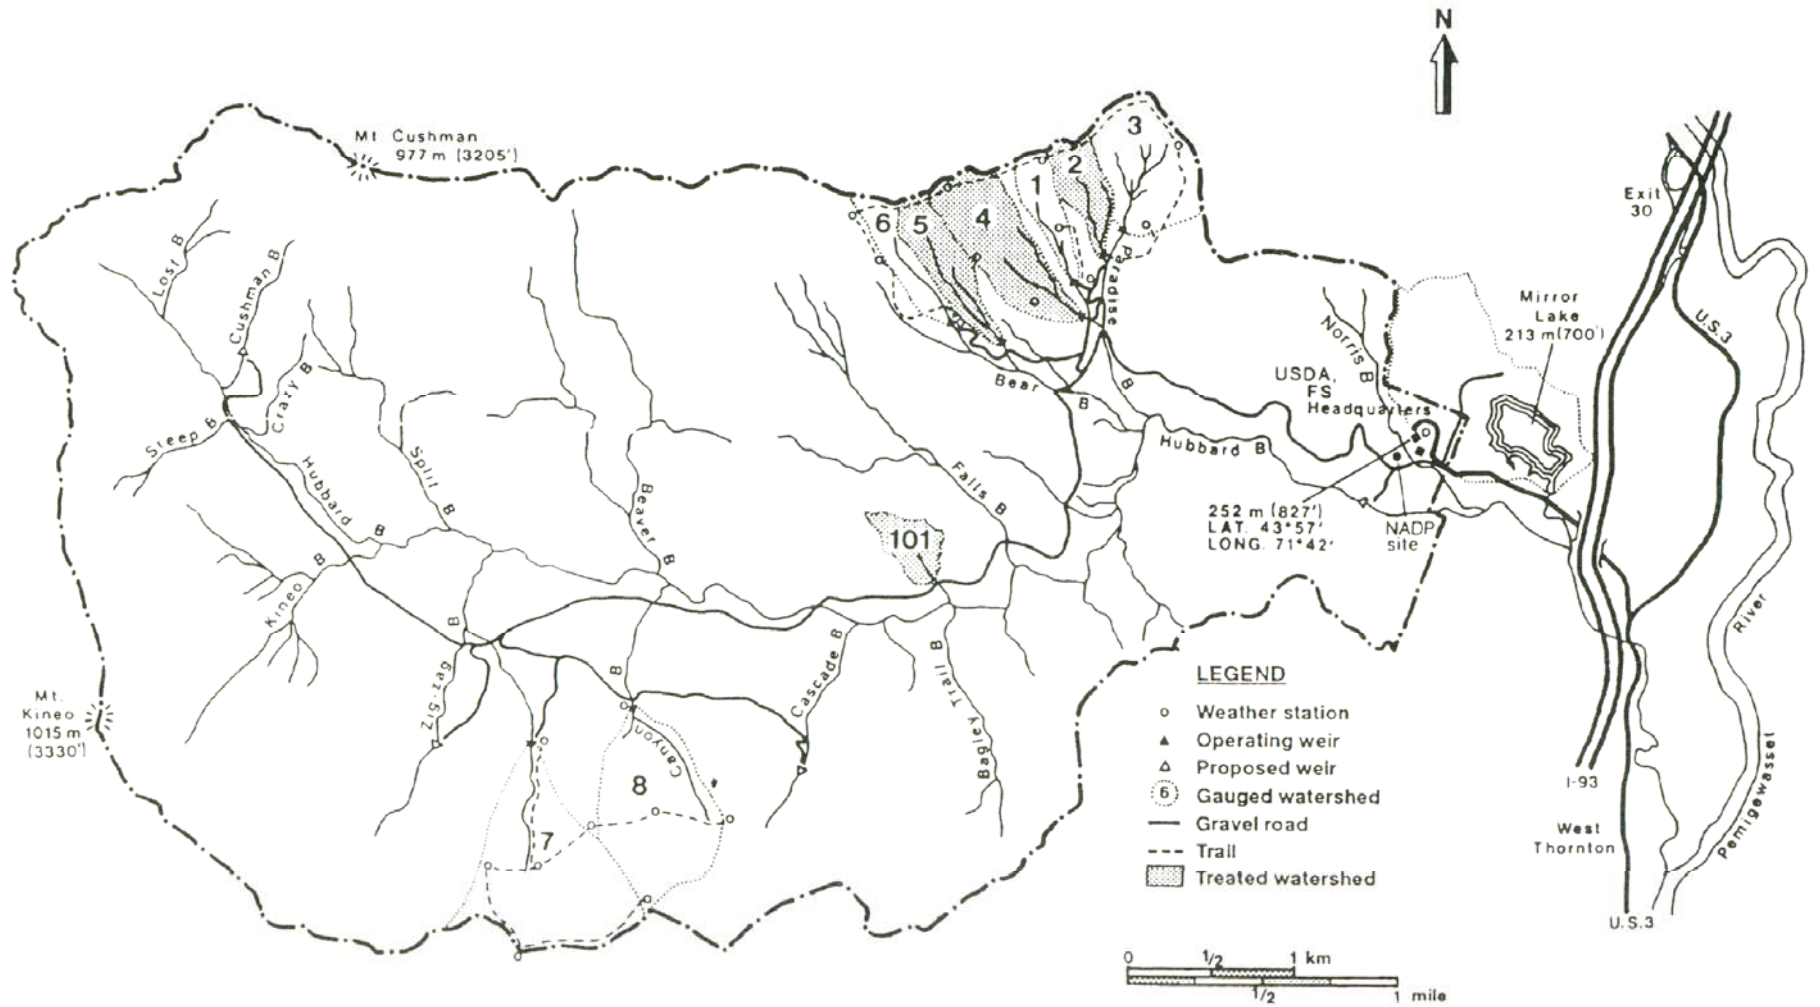 N
Mt. Cushman
977 m (3205')
3
2
1
4
5
6
Exit
30
Lost B
Cushman B
Paradise
B
Mirror
Lake
213 m(700')
U.S.3
Norris B
USDA,
FS
Headquarters
Crazy B
Bear
B
Steep B
Hubbard B
Split B
Hubbard B
Beaver B
Falls B
252 m (827')
LAT. 43°57'
LONG. 71°42'
NADP
site
101
Kineo B
River
Zig-zag B
B
Canyon
Cascade B
Bagley Trail B
Mt.
Kineo
1015 m
(3330')
8
7
LEGEND
Weather station
Operating weir
Proposed weir
6 Gauged watershed
Gravel road
Trail
Treated watershed
I-93
West
Thornton
Pemigewasset
U.S.3
0 1/2 1 km
1/2 1 mile